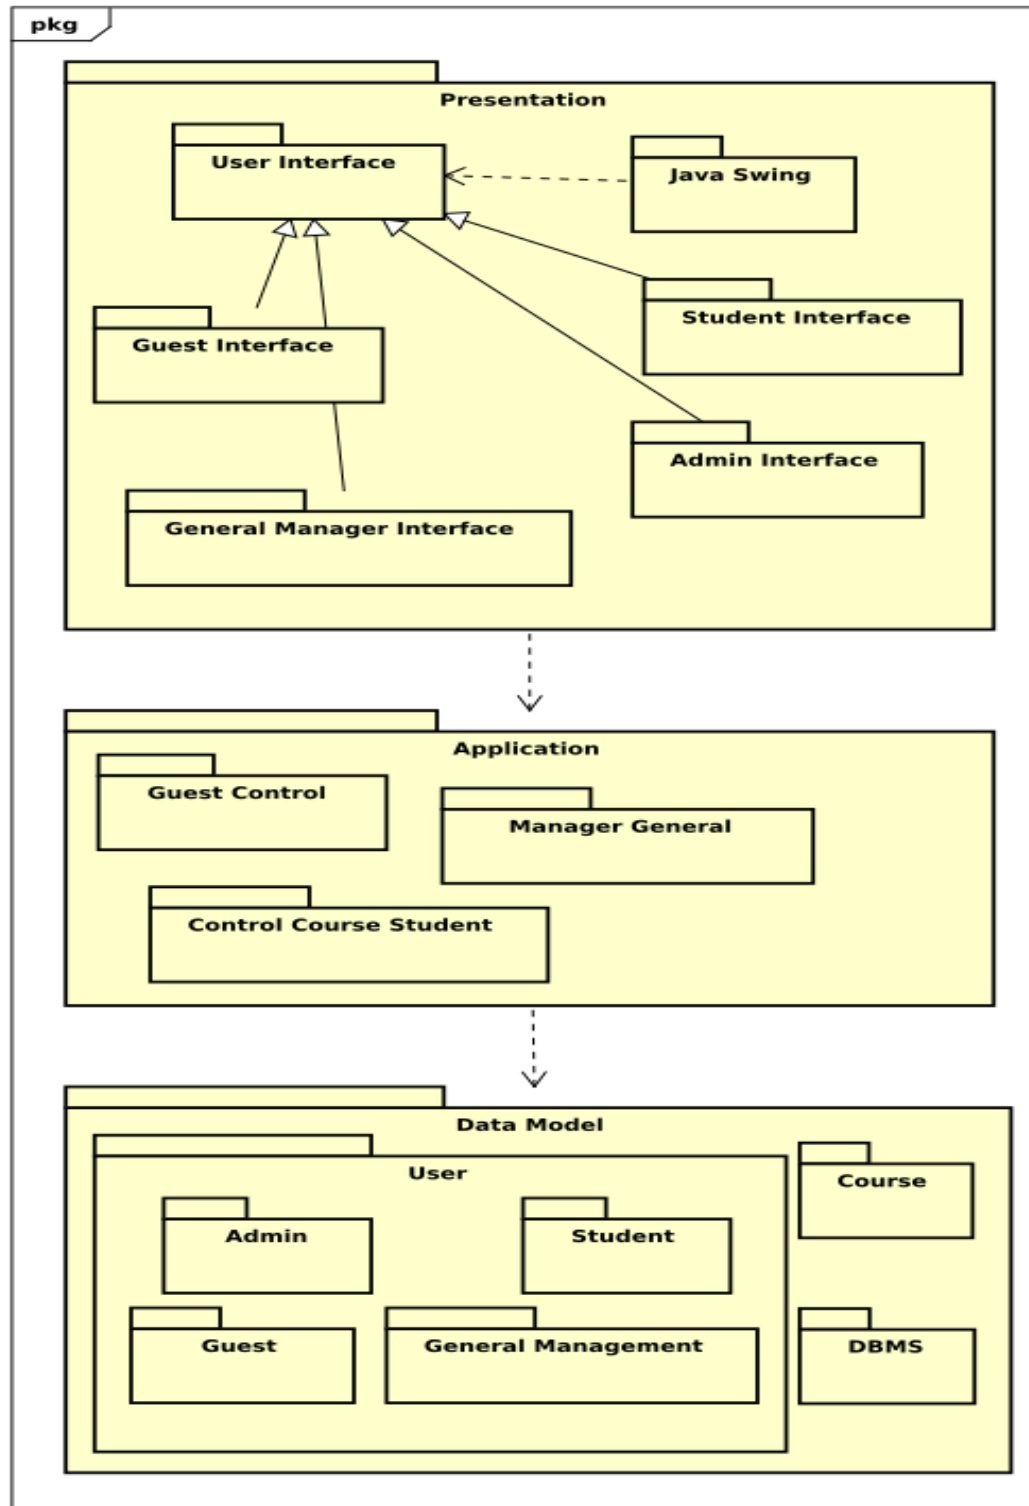 pkg
Presentation
User Interface
Java Swing
Student Interface
Guest Interface
Admin Interface
General Manager Interface
Application
Guest Control
Manager General
Control Course Student
Data Model
User
Course
Admin
Student
Guest
General Management
DBMS